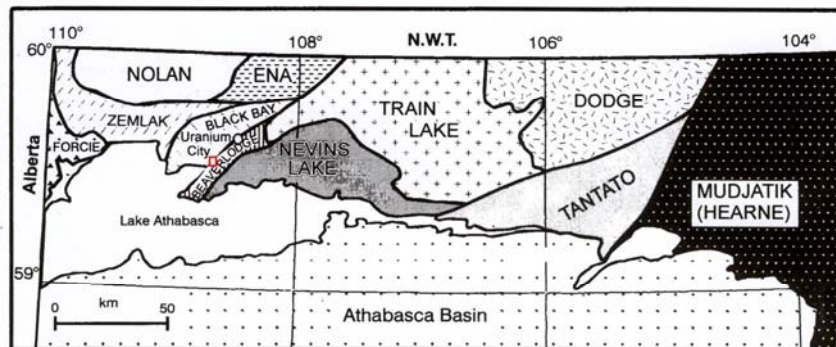 110°
108°
N.W.T.
106°
104°
60°
NOLAN
ENA
DODGE
TRAIN
LAKE
ZEMLAK
BLACK BAY
FORCIE
Uranium
City
BEAVERLODGE
NEVINS
LAKE
Alberta
TANTATO
MUDJATIK
(HEARNE)
Lake Athabasca
59°
km
0
50
Athabasca Basin